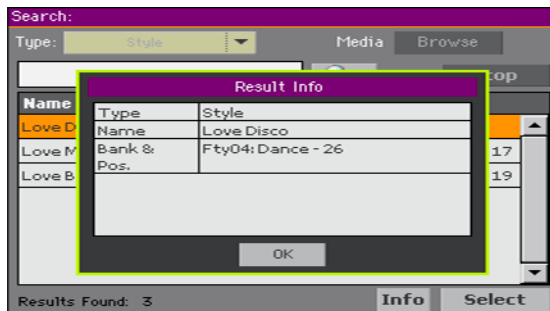 Search:
Type: Style Media Browse
Result Info
Name
Type Style
Love D
Name Love Disco
Love M 17
Bank & Fty04: Dance - 26
Pos.
Love B 19
OK
Results Found: 3 Info Select